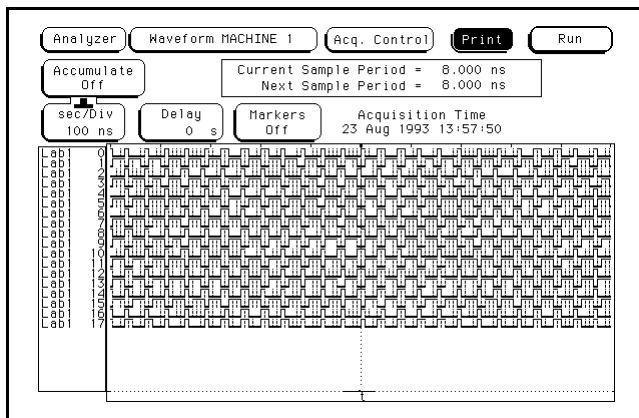 Analyzer Waveform MACHINE 1 Acq. Control Print Run
Accumulate
Off
Current Sample Period = 8.000 ns
Next Sample Period = 8.000 ns
sec/Div
100 ns
Delay
0 s
Markers
Off
Acquisition Time
23 Aug 1993 13:57:50
Lab1 0
Lab1 1
Lab1 2
Lab1 3
Lab1 4
Lab1 5
Lab1 6
Lab1 7
Lab1 8
Lab1 9
Lab1 10
Lab1 11
Lab1 12
Lab1 13
Lab1 14
Lab1 15
Lab1 16
Lab1 17
t